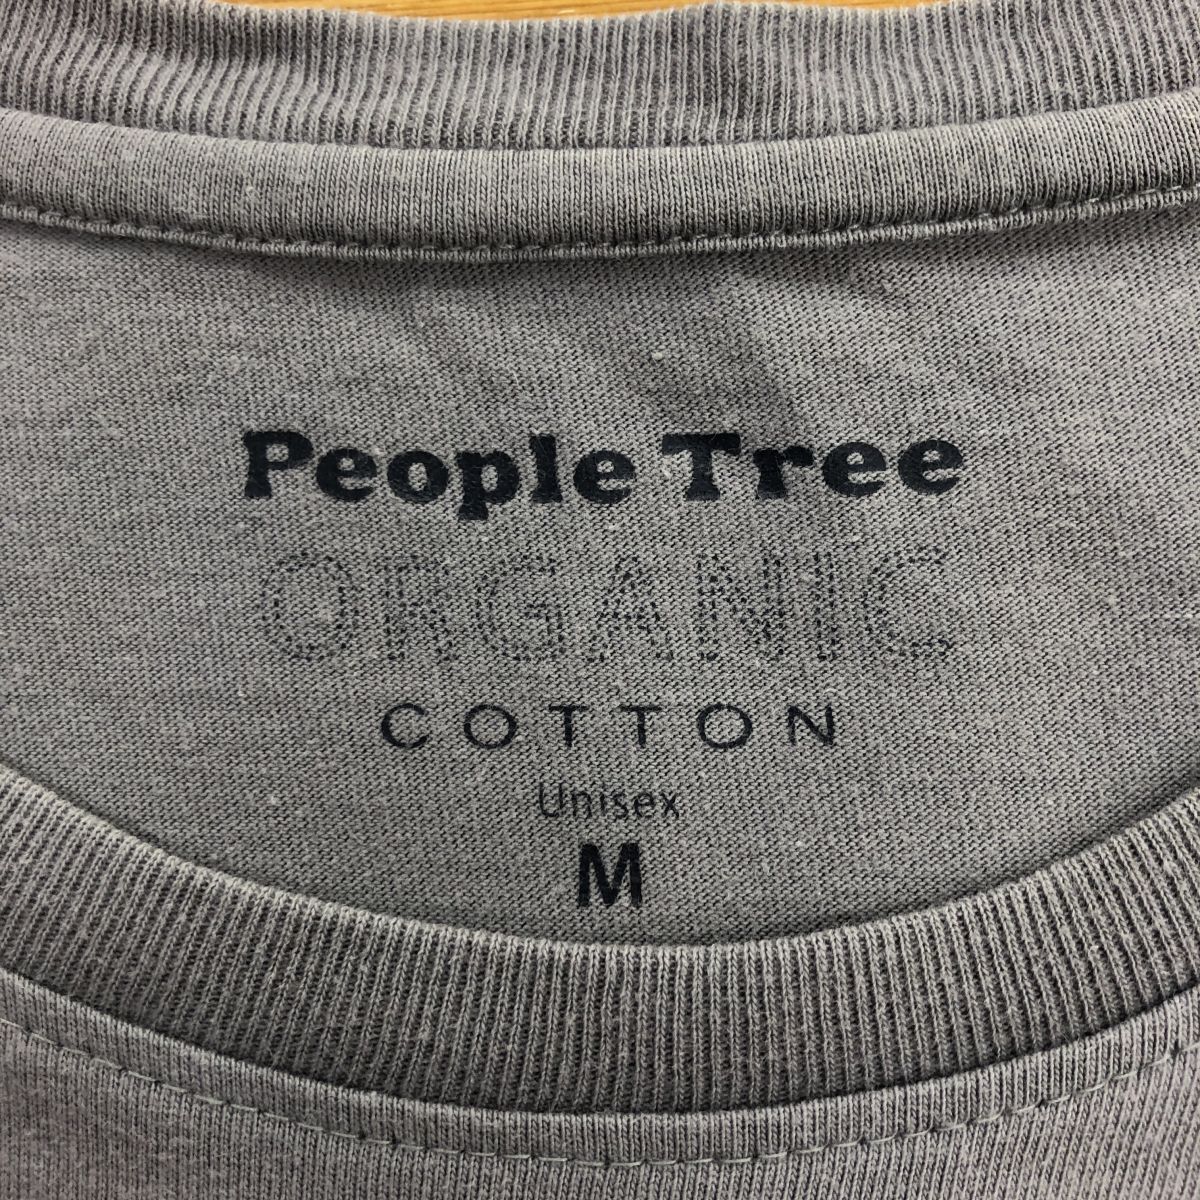 People Tree
ORGANIC
COTTON
Unisex
M